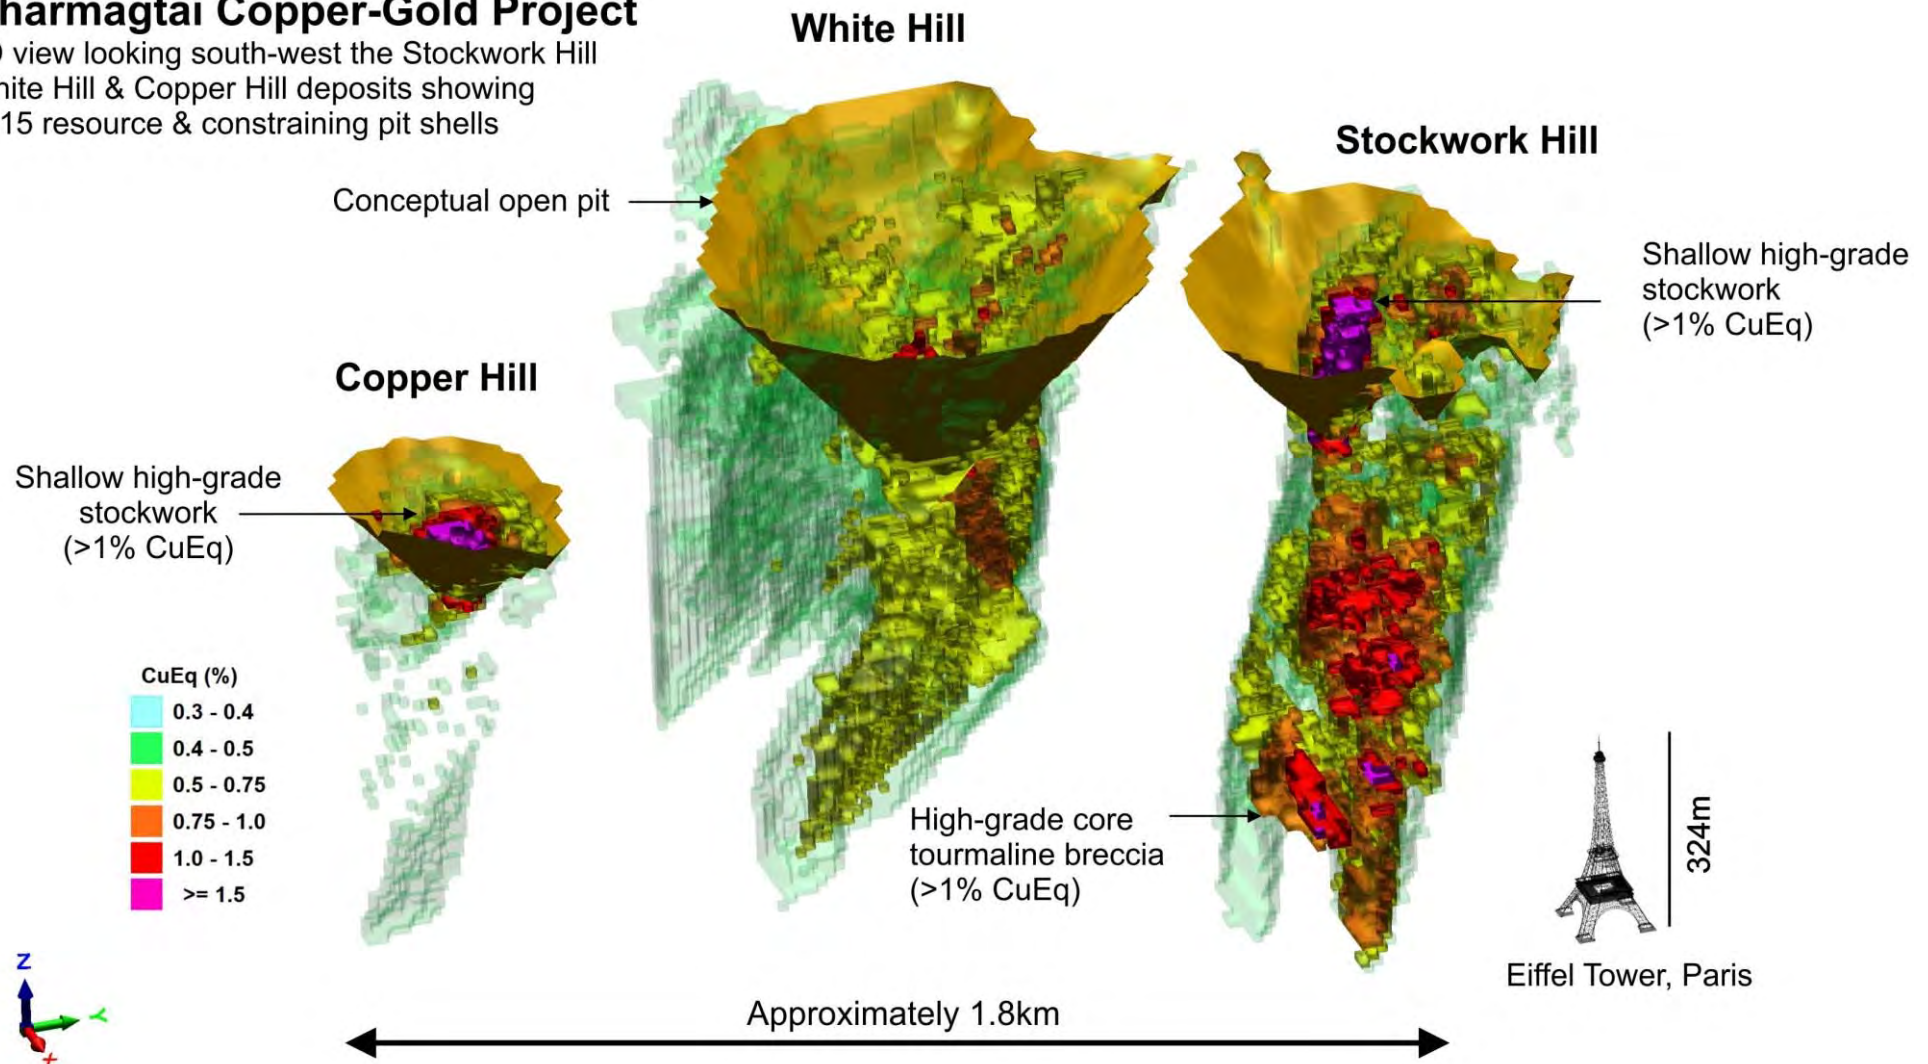 harmagtai Copper-Gold Project
view looking south-west the Stockwork Hill
hite Hill & Copper Hill deposits showing
15 resource & constraining pit shells
White Hill
Stockwork Hill
Conceptual open pit
Shallow high-grade
stockwork
(>1% CuEq)
Copper Hill
Shallow high-grade
stockwork
(>1% CuEq)
CuEq (%)
0.3 - 0.4
0.4 - 0.5
0.5 - 0.75
0.75 - 1.0
1.0 - 1.5
>= 1.5
High-grade core
tourmaline breccia
(>1% CuEq)
324m
Eiffel Tower, Paris
Approximately 1.8km
Z
Y
X